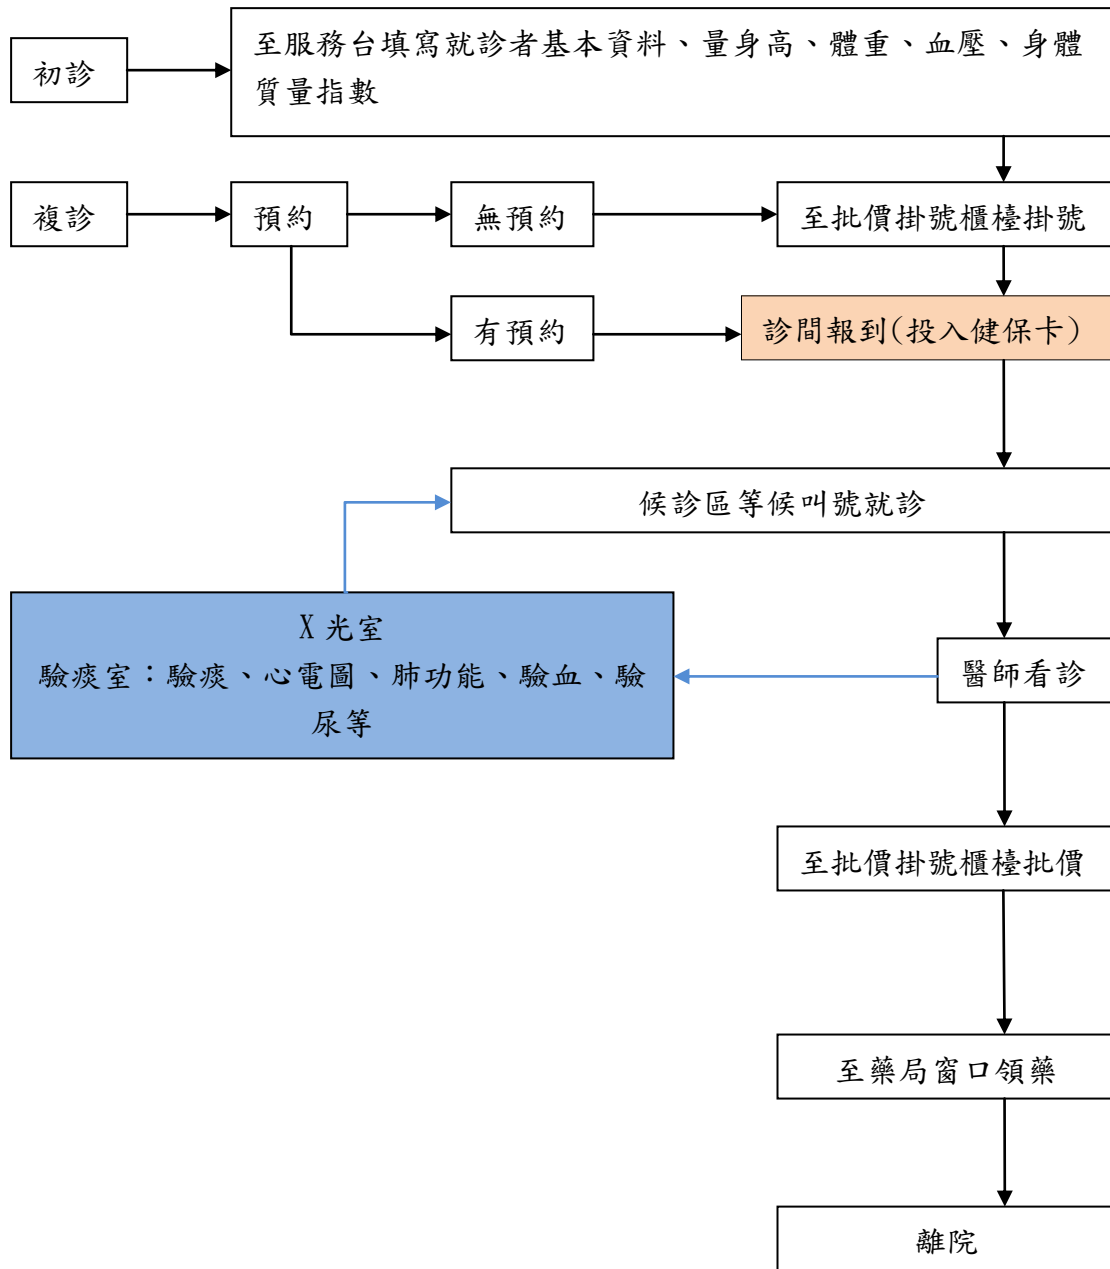 初診
至服務台填寫就診者基本資料、量身高、體重、血壓、身體
質量指數
複診
預約
無預約
至批價掛號櫃檯掛號
有預約
診間報到(投入健保卡)
候診區等候叫號就診
X光室
驗痰室：驗痰、心電圖、肺功能、驗血、驗
尿等
醫師看診
至批價掛號櫃檯批價
至藥局窗口領藥
離院